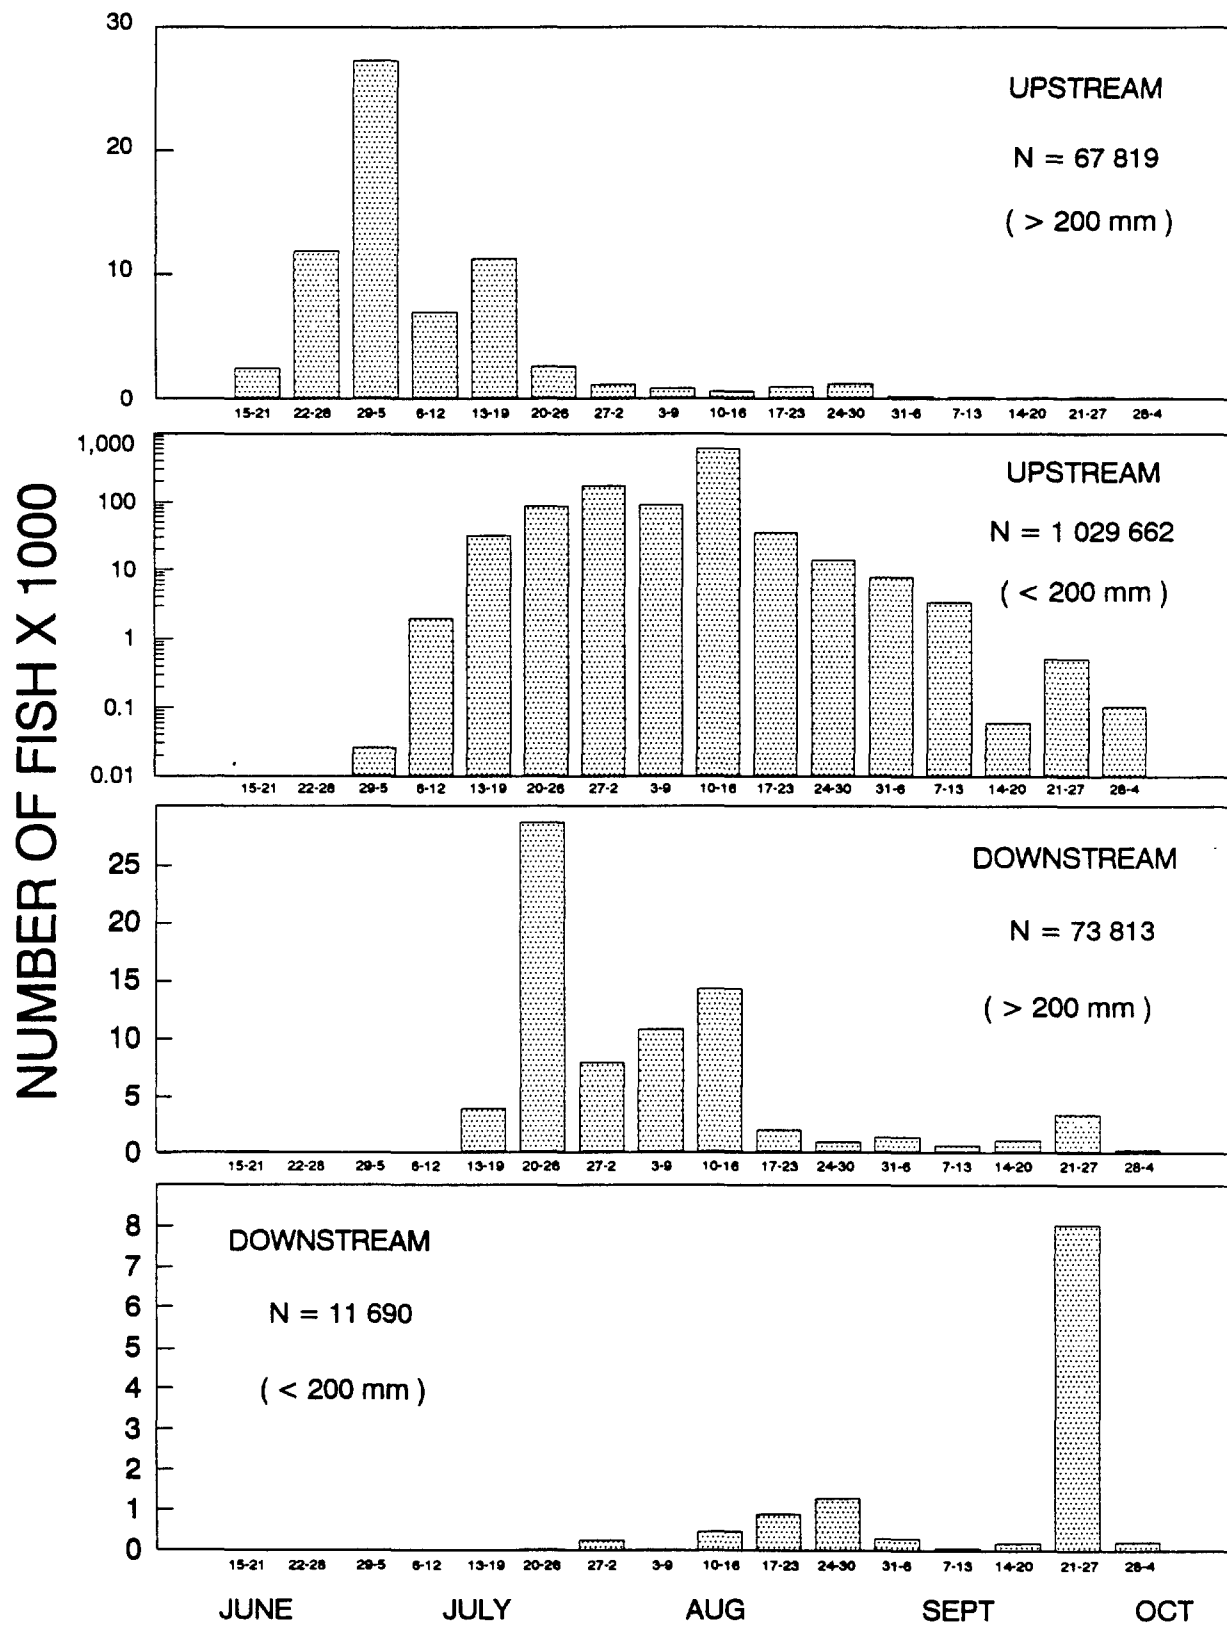 NUMBER OF FISH X 1000
30
20
10
0
UPSTREAM
N = 67 819
( > 200 mm )
15-21 22-28 29-5 6-12 13-19 20-26 27-2 3-9 10-16 17-23 24-30 31-6 7-13 14-20 21-27 28-4
1,000
100
10
1
0.1
0.01
UPSTREAM
N = 1 029 662
( < 200 mm )
15-21 22-28 29-5 6-12 13-19 20-26 27-2 3-9 10-16 17-23 24-30 31-6 7-13 14-20 21-27 28-4
25
20
15
10
5
0
DOWNSTREAM
N = 73 813
( > 200 mm )
15-21 22-28 29-5 6-12 13-19 20-26 27-2 3-9 10-16 17-23 24-30 31-6 7-13 14-20 21-27 28-4
8
7
6
5
4
3
2
1
0
DOWNSTREAM
N = 11 690
( < 200 mm )
15-21 22-28 29-5 6-12 13-19 20-26 27-2 3-9 10-16 17-23 24-30 31-6 7-13 14-20 21-27 28-4
JUNE JULY AUG SEPT OCT